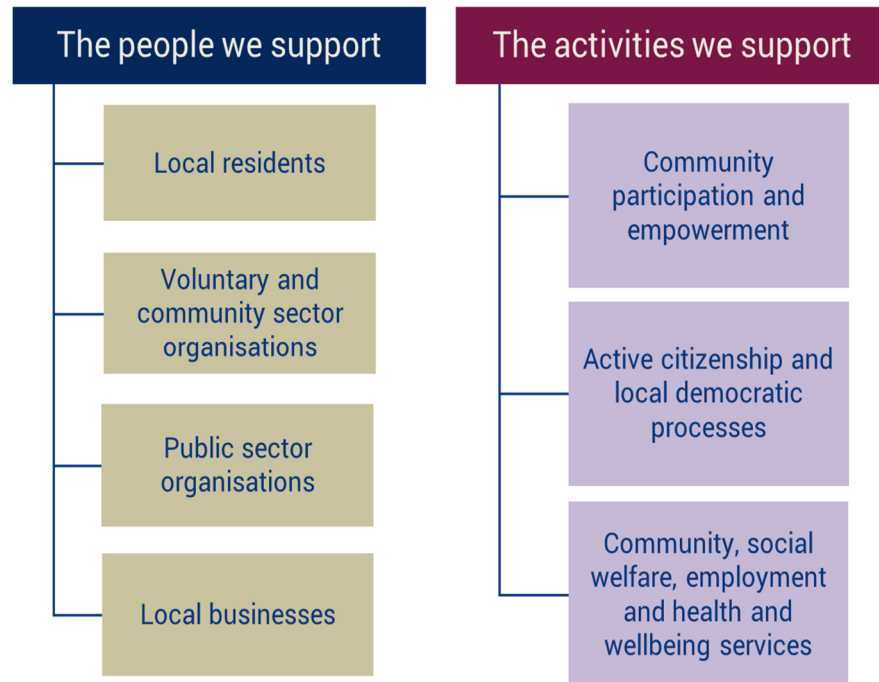 The people we support
Local residents
Voluntary and
community sector
organisations
Public sector
organisations
Local businesses
The activities we support
Community
participation and
empowerment
Active citizenship and
local democratic
processes
Community, social
welfare, employment
and health and
wellbeing services